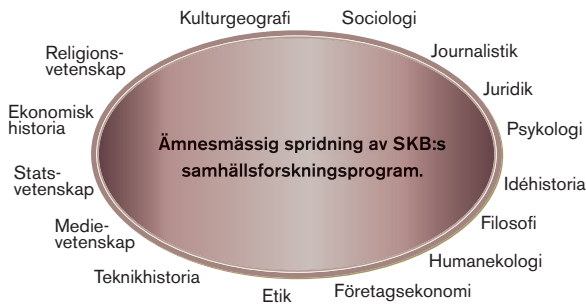 Kulturgeografi
Sociologi
Journalistik
Juridik
Psykologi
Idéhistoria
Filosofi
Humanekologi
Företagsekonomi
Etik
Teknikhistoria
Medie-
vetenskap
Stats-
vetenskap
Ekonomisk
historia
Religions-
vetenskap
Ämnesmässig spridning av SKB:s
samhällsforskningsprogram.